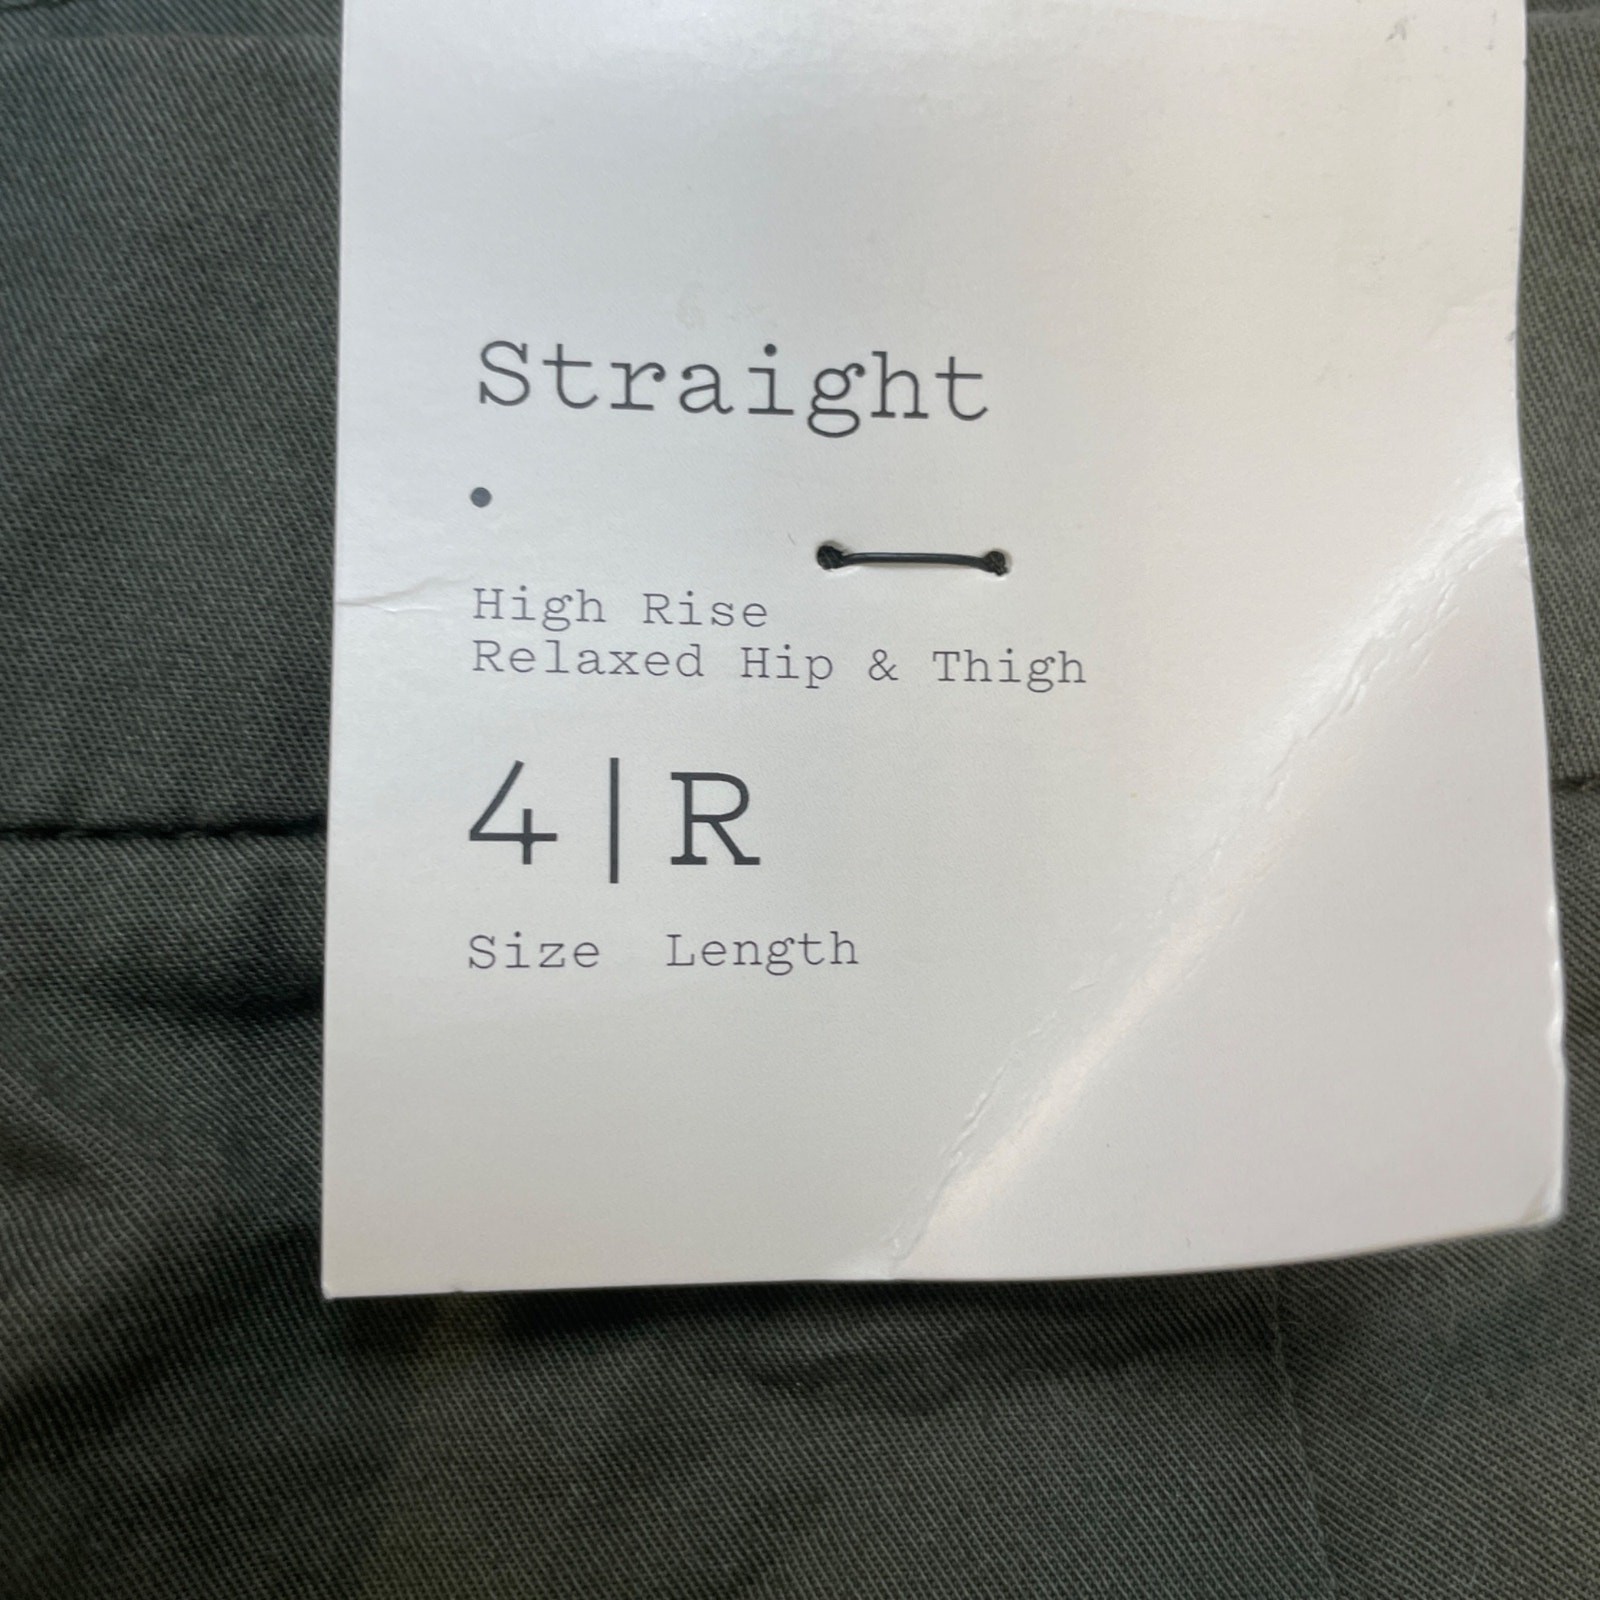 Straight
•
High Rise
Relaxed Hip & Thigh
4|R
Size Length